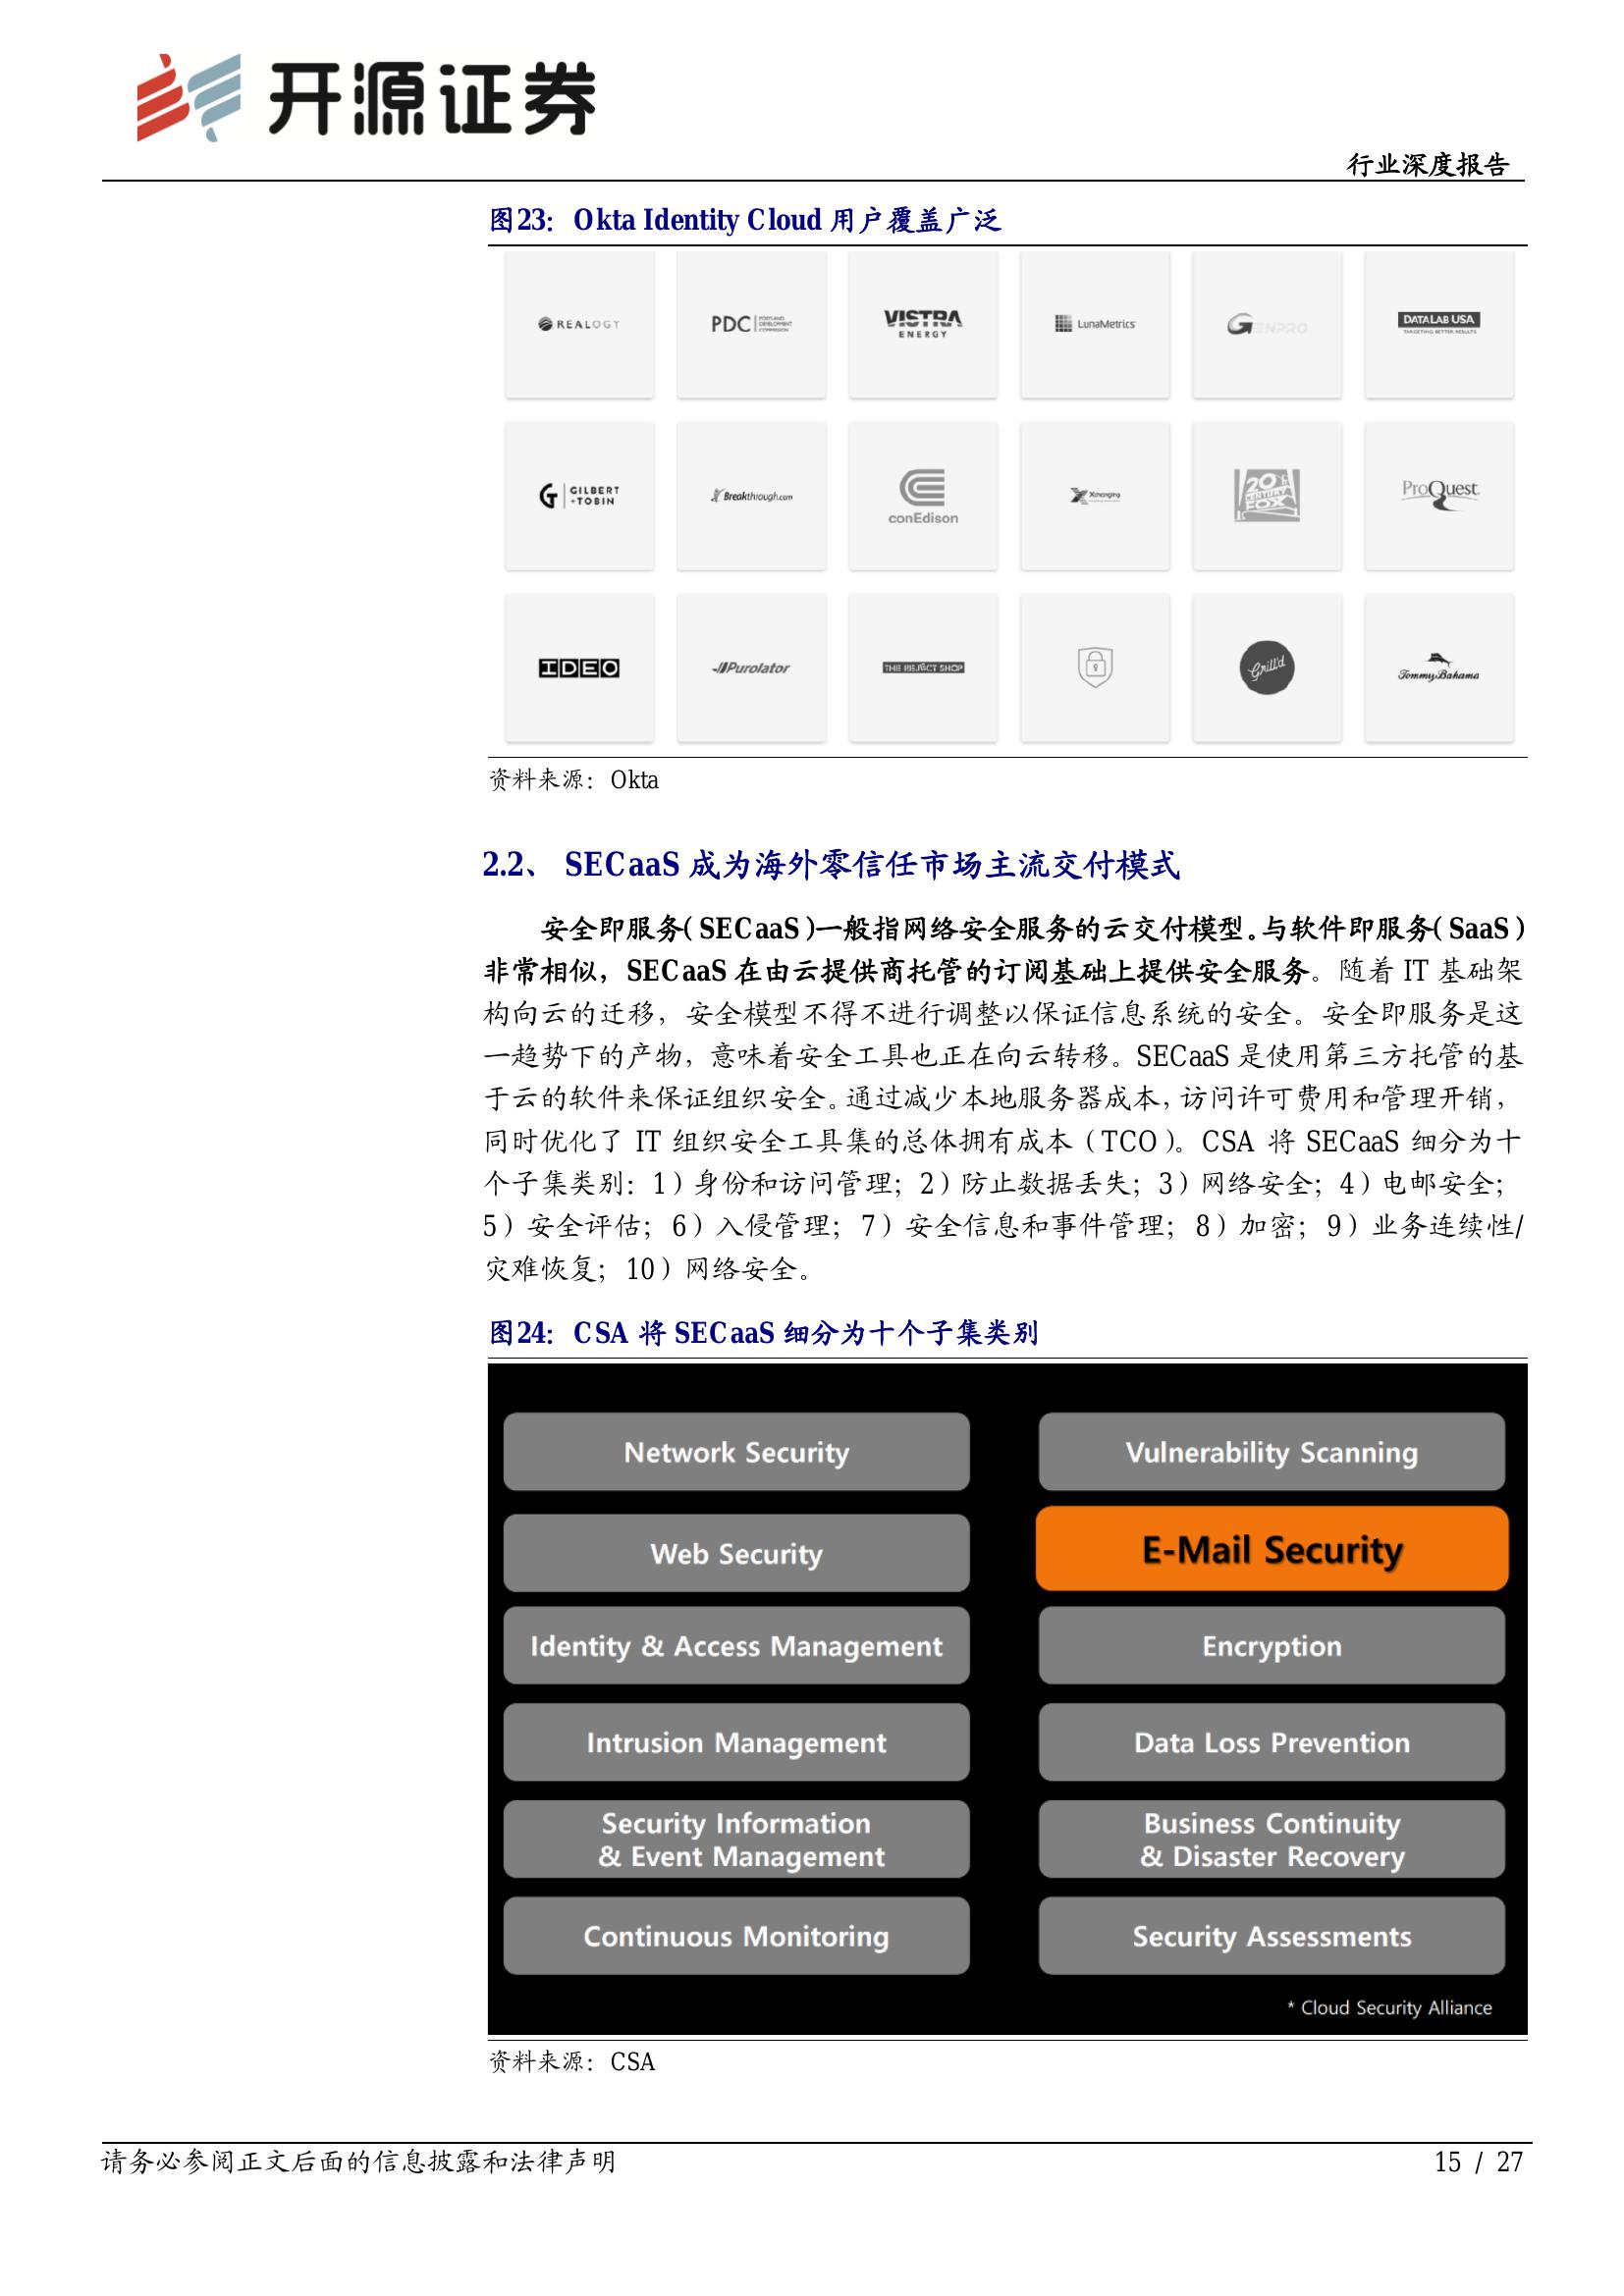 开源证券
行业深度报告
图23：Okta Identity Cloud 用户覆盖广泛
REALOGY
PDC PORTLAND DEVELOPMENT COMMISSION
VISTRA ENERGY
LunaMetrics
GENPRO
DATALAB USA TARGETING BETTER RESULTS
GILBERT +TOBIN
Breakthrough.com
conEdison
Xchanging
20th CENTURY FOX
ProQuest
IDEO
Purolator
THE REJECT SHOP
Grill'd
Tommy Bahama
资料来源：Okta
2.2、 SECaaS 成为海外零信任市场主流交付模式
安全即服务（SECaaS）一般指网络安全服务的云交付模型。与软件即服务（SaaS）
非常相似，SECaaS 在由云提供商托管的订阅基础上提供安全服务。随着 IT 基础架
构向云的迁移，安全模型不得不进行调整以保证信息系统的安全。安全即服务是这
一趋势下的产物，意味着安全工具也正在向云转移。SECaaS 是使用第三方托管的基
于云的软件来保证组织安全。通过减少本地服务器成本，访问许可费用和管理开销，
同时优化了 IT 组织安全工具集的总体拥有成本（TCO）。CSA 将 SECaaS 细分为十
个子集类别：1）身份和访问管理；2）防止数据丢失；3）网络安全；4）电邮安全；
5）安全评估；6）入侵管理；7）安全信息和事件管理；8）加密；9）业务连续性/
灾难恢复；10）网络安全。
图24：CSA 将 SECaaS 细分为十个子集类别
Network Security
Vulnerability Scanning
Web Security
E-Mail Security
Identity & Access Management
Encryption
Intrusion Management
Data Loss Prevention
Security Information
& Event Management
Business Continuity
& Disaster Recovery
Continuous Monitoring
Security Assessments
* Cloud Security Alliance
资料来源：CSA
请务必参阅正文后面的信息披露和法律声明
15 / 27